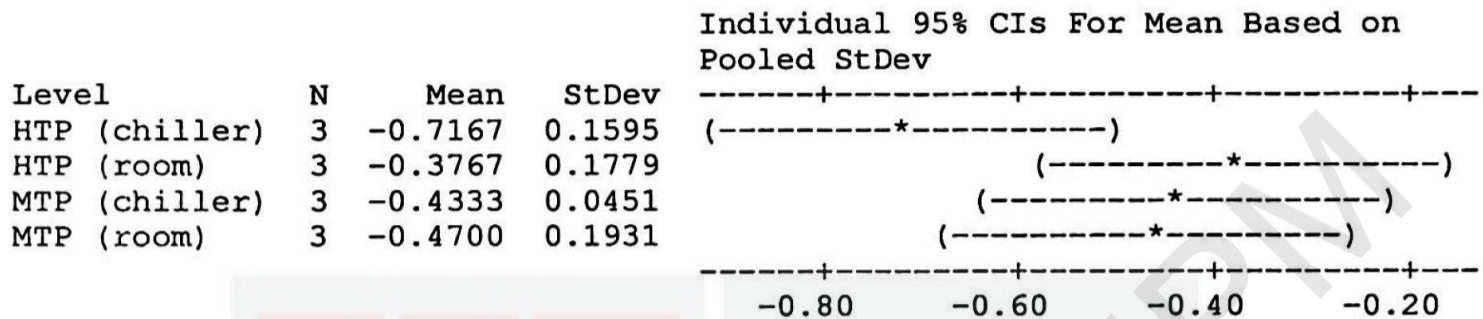 Individual 95% CIs For Mean Based on
Pooled StDev
Level N Mean StDev ------+---------+---------+---------+---
HTP (chiller) 3 -0.7167 0.1595 (---------*----------)
HTP (room) 3 -0.3767 0.1779 (---------*----------)
MTP (chiller) 3 -0.4333 0.0451 (---------*----------)
MTP (room) 3 -0.4700 0.1931 (----------*---------)
------+---------+---------+---------+---
-0.80 -0.60 -0.40 -0.20
PM